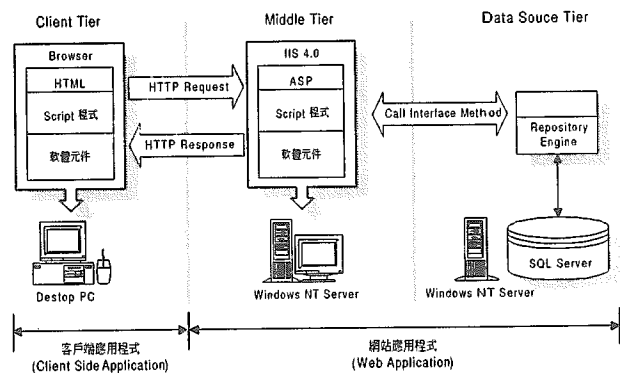 Client Tier
Middle Tier
Data Souce Tier
Browser
HTML
Script 程式
軟體元件
HTTP Request
HTTP Response
IIS 4.0
ASP
Script 程式
軟體元件
Call Interface Method
Repository
Engine
SQL Server
Destop PC
Windows NT Server
Windows NT Server
客戶端應用程式
(Client Side Application)
網站應用程式
(Web Application)